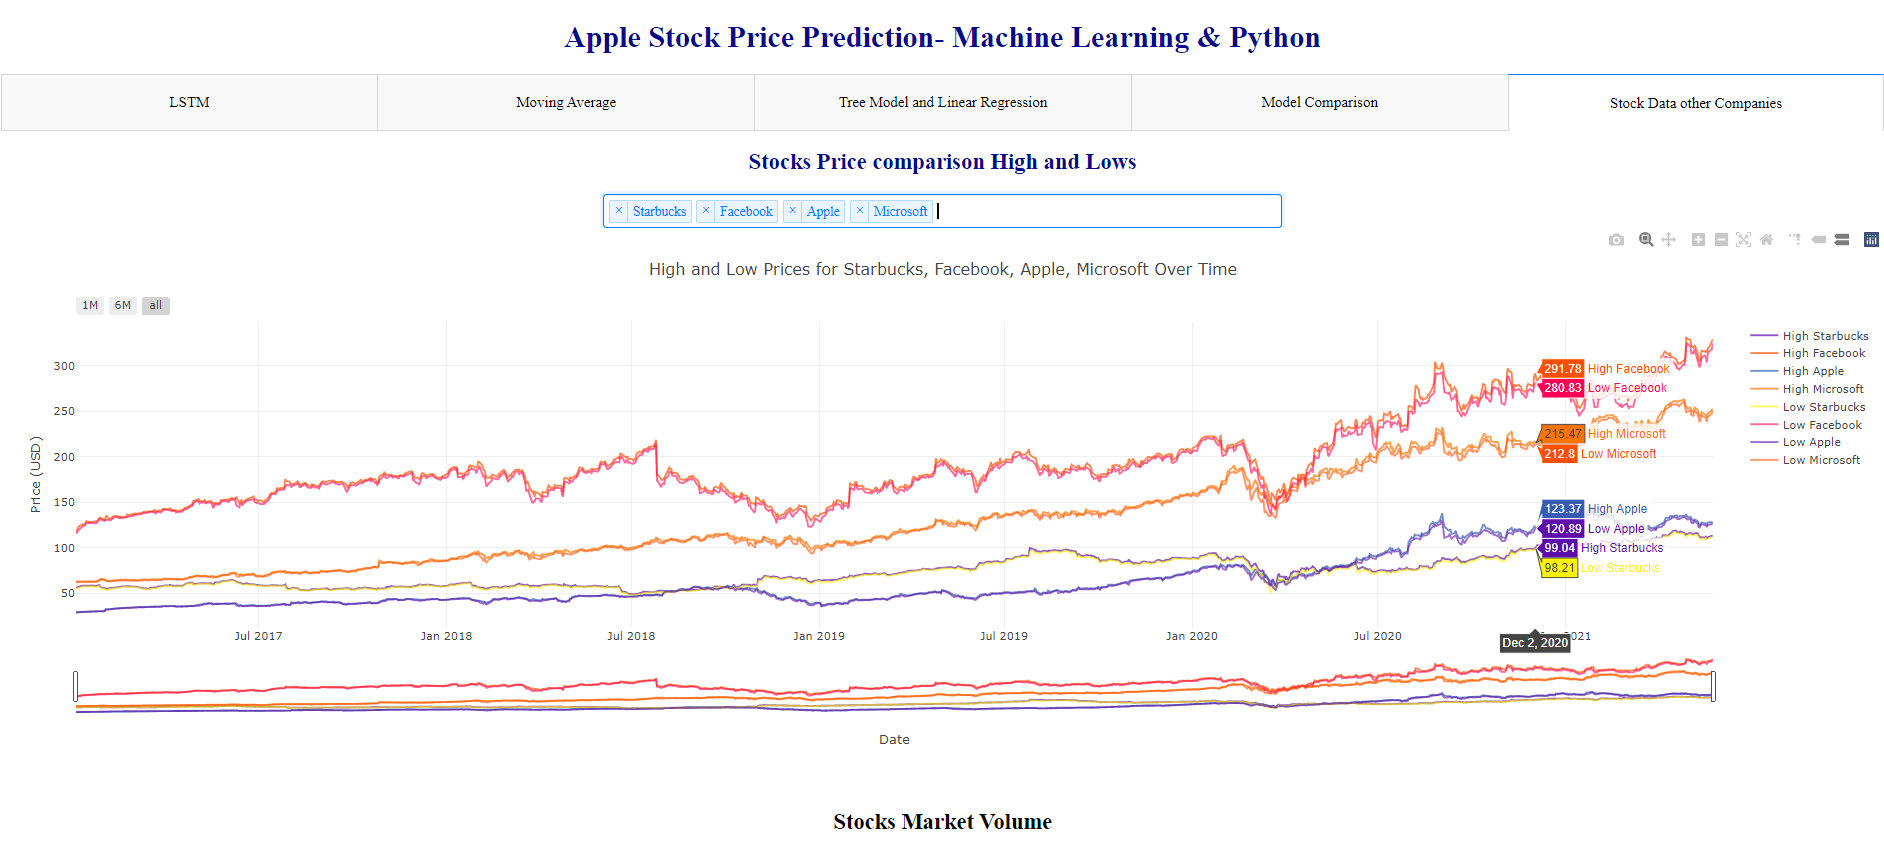 Apple Stock Price Prediction- Machine Learning & Python
LSTM
Moving Average
Tree Model and Linear Regression
Model Comparison
Stock Data other Companies
Stocks Price comparison High and Lows
× Starbucks × Facebook × Apple × Microsoft
High and Low Prices for Starbucks, Facebook, Apple, Microsoft Over Time
1M 6M all
Price (USD)
300
250
200
150
100
50
291.78 High Facebook
280.83 Low Facebook
215.47 High Microsoft
212.8 Low Microsoft
123.37 High Apple
120.89 Low Apple
99.04 High Starbucks
98.21 Low Starbucks
High Starbucks
High Facebook
High Apple
High Microsoft
Low Starbucks
Low Facebook
Low Apple
Low Microsoft
Jul 2017 Jan 2018 Jul 2018 Jan 2019 Jul 2019 Jan 2020 Jul 2020 2021
Dec 2, 2020
Date
Stocks Market Volume